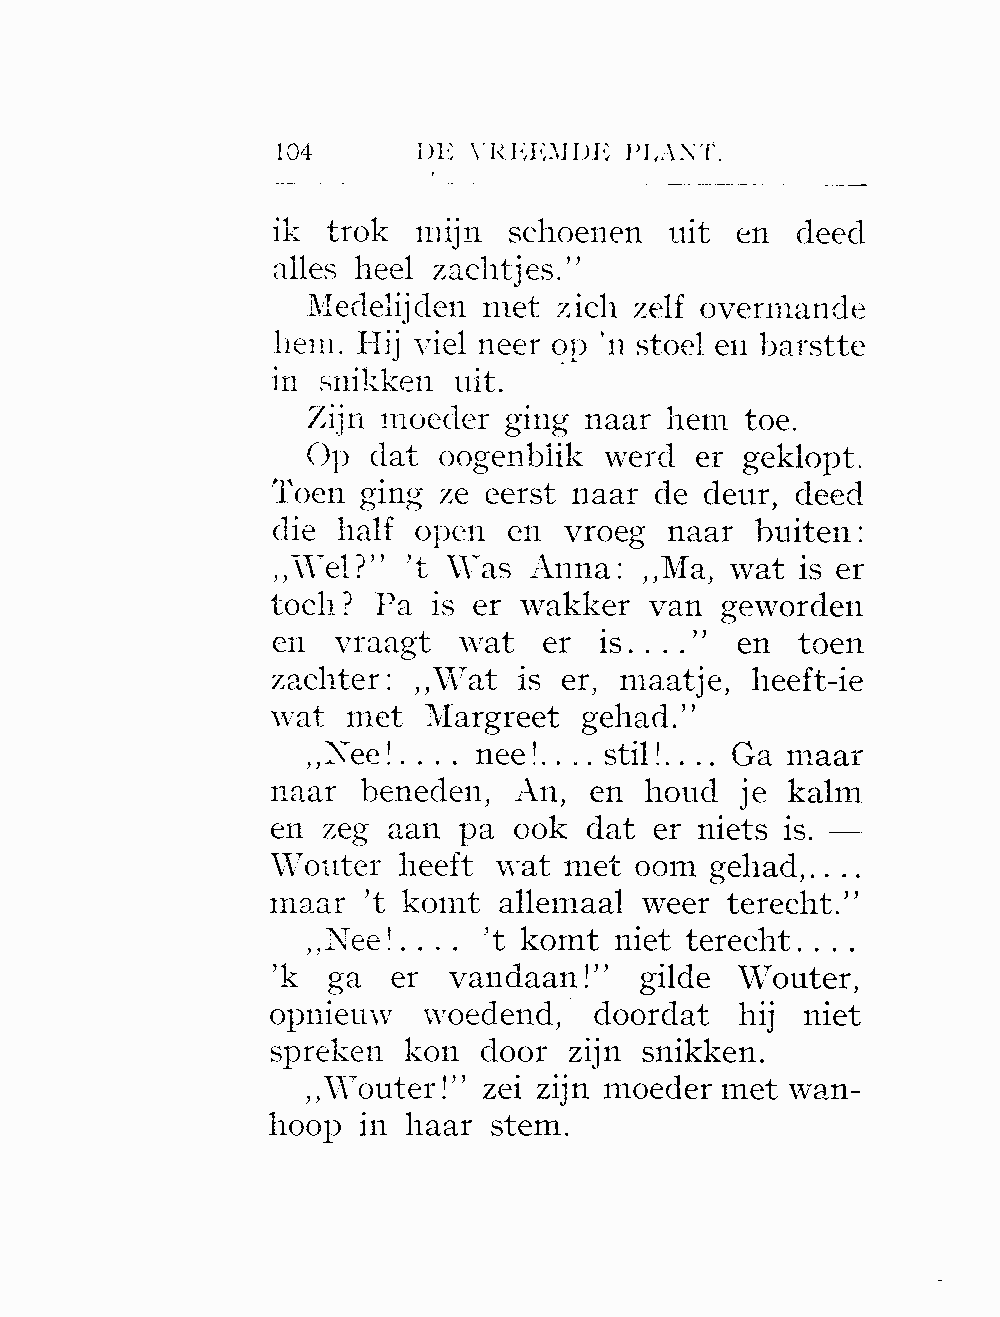 104 DE VREEMDE PLANT.
ik trok mijn schoenen uit en deed
alles heel zachtjes.”
Medelijden met zich zelf overmande
hem. Hij viel neer op ’n stoel en barstte
in snikken uit.
Zijn moeder ging naar hem toe.
Op dat oogenblik werd er geklopt.
Toen ging ze eerst naar de deur, deed
die half open en vroeg naar buiten:
„Wel?” ’t Was Anna: „Ma, wat is er
toch? Pa is er wakker van geworden
en vraagt wat er is....” en toen
zachter: „Wat is er, maatje, heeft-ie
wat met Margreet gehad.”
„Nee!.... nee!.... stil!.... Ga maar
naar beneden, An, en houd je kalm
en zeg aan pa ook dat er niets is. —
Wouter heeft wat met oom gehad,....
maar ’t komt allemaal weer terecht.”
„Nee!.... ’t komt niet terecht....
’k ga er vandaan!” gilde Wouter,
opnieuw woedend, doordat hij niet
spreken kon door zijn snikken.
„Wouter!” zei zijn moeder met wan-
hoop in haar stem.